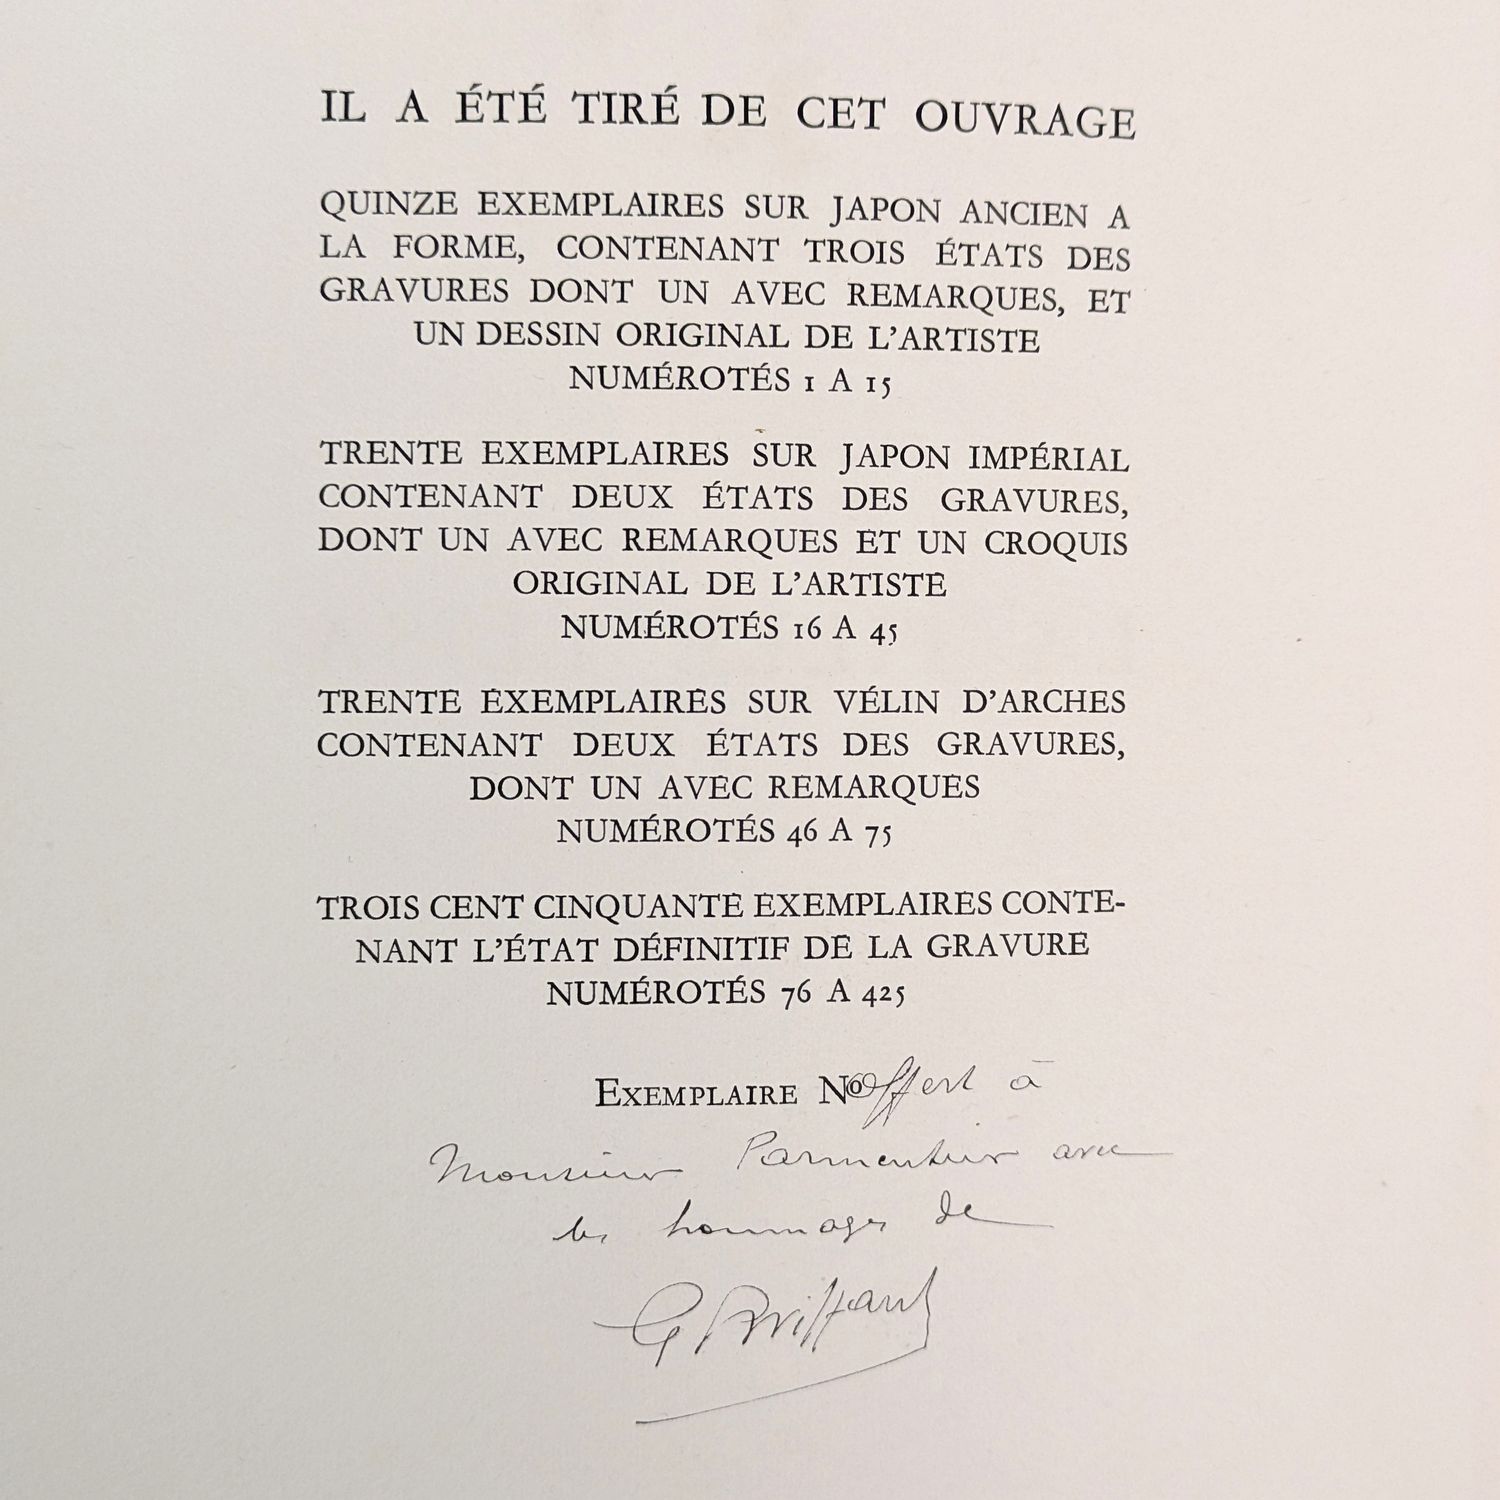 IL A ÉTÉ TIRÉ DE CET OUVRAGE
QUINZE EXEMPLAIRES SUR JAPON ANCIEN A
LA FORME, CONTENANT TROIS ÉTATS DES
GRAVURES DONT UN AVEC REMARQUES, ET
UN DESSIN ORIGINAL DE L'ARTISTE
NUMÉROTÉS 1 A 15
TRENTE EXEMPLAIRES SUR JAPON IMPÉRIAL
CONTENANT DEUX ÉTATS DES GRAVURES,
DONT UN AVEC REMARQUES ET UN CROQUIS
ORIGINAL DE L'ARTISTE
NUMÉROTÉS 16 A 45
TRENTE EXEMPLAIRES SUR VÉLIN D'ARCHES
CONTENANT DEUX ÉTATS DES GRAVURES,
DONT UN AVEC REMARQUES
NUMÉROTÉS 46 A 75
TROIS CENT CINQUANTE EXEMPLAIRES CONTE-
NANT L'ÉTAT DÉFINITIF DE LA GRAVURE
NUMÉROTÉS 76 A 425
EXEMPLAIRE Nº offert à
Monsieur Parmentier avec
les hommages de